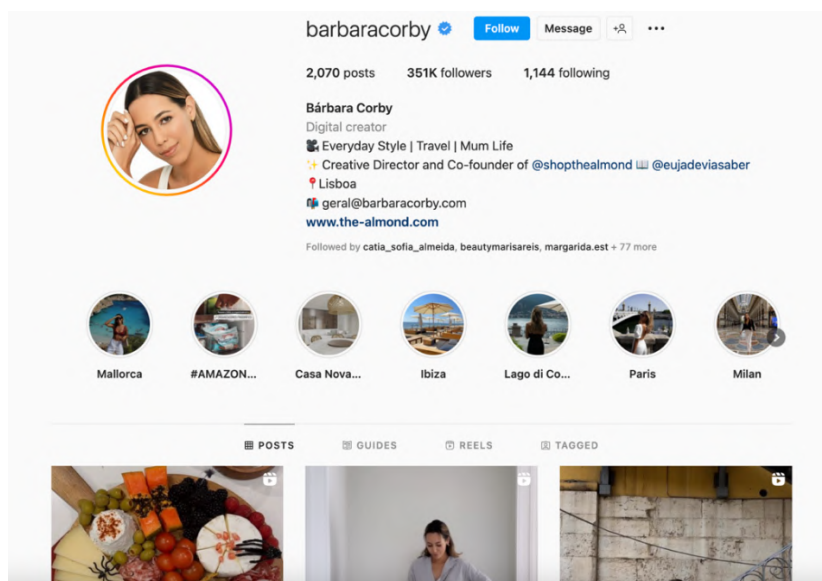 barbaracorby Follow Message
2,070 posts 351K followers 1,144 following
Bárbara Corby
Digital creator
🎥 Everyday Style | Travel | Mum Life
✨ Creative Director and Co-founder of @shopthealmond 📖 @eujadeviasaber
📍Lisboa
📬 geral@barbaracorby.com
www.the-almond.com
Followed by catia_sofia_almeida, beautymarisareis, margarida.est + 77 more
Mallorca #AMAZON... Casa Nova... Ibiza Lago di Co... Paris Milan
POSTS GUIDES REELS TAGGED